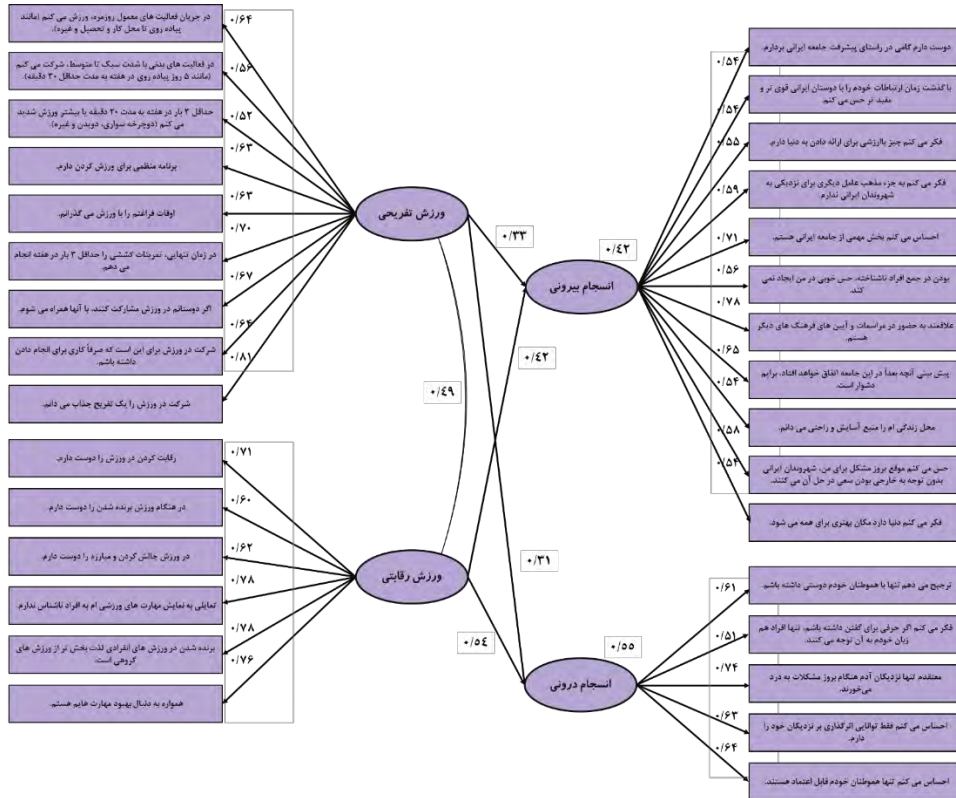 در جریان فعالیت های معمول روزمره، ورزش می کنم (مانند
پیاده روی تا محل کار و تحصیل و غیره).
در فعالیت های بدنی با شدت سبک تا متوسط، شرکت می کنم
(مانند ۵ روز پیاده روی در هفته به مدت حداقل ۳۰ دقیقه).
حداقل ۳ بار در هفته به مدت ۲۰ دقیقه یا بیشتر ورزش شدید
می کنم (دوچرخه سواری، دویدن و غیره).
برنامه منظمی برای ورزش کردن دارم.
اوقات فراغتم را با ورزش می گذرانم.
در زمان تنهایی، تمرینات کششی را حداقل ۳ بار در هفته انجام
می دهم.
اگر دوستانم در ورزش مشارکت کنند، با آنها همراه می شوم.
شرکت در ورزش برای این است که صرفاً کاری برای انجام دادن
داشته باشم.
شرکت در ورزش را یک تفریح جذاب می دانم.
۰/۶۴
۰/۵۶
۰/۵۲
۰/۶۳
۰/۶۳
۰/۷۰
۰/۶۷
۰/۶۴
۰/۸۱
ورزش تفریحی
رقابت کردن در ورزش را دوست دارم.
در هنگام ورزش برنده شدن را دوست دارم.
در ورزش چالش کردن و مبارزه را دوست دارم.
تمایلی به نمایش مهارت های ورزشی ام به افراد ناشناس ندارم.
برنده شدن در ورزش های انفرادی لذت بخش تر از ورزش های
گروهی است.
همواره به دنبال بهبود مهارت هایم هستم.
۰/۷۱
۰/۶۰
۰/۶۲
۰/۷۸
۰/۷۸
۰/۷۶
ورزش رقابتی
۰/۳۳
۰/۴۲
۰/۴۹
۰/۳۱
۰/۵۴
۰/۴۲
انسجام بیرونی
۰/۵۴
۰/۵۴
۰/۵۵
۰/۵۹
۰/۷۱
۰/۵۶
۰/۷۸
۰/۶۵
۰/۵۴
۰/۵۸
۰/۵۴
دوست دارم گامی در راستای پیشرفت جامعه ایرانی بردارم.
با گذشت زمان ارتباطات خودم را با دوستان ایرانی قوی تر و
مفید تر حس می کنم.
فکر می کنم چیز باارزشی برای ارائه دادن به دنیا دارم.
فکر می کنم به جزء مذهب عامل دیگری برای نزدیکی به
شهروندان ایرانی ندارم.
احساس می کنم بخش مهمی از جامعه ایرانی هستم.
بودن در جمع افراد ناشناخته، حس خوبی در من ایجاد نمی
کند.
علاقمند به حضور در مراسمات و آیین های فرهنگ های دیگر
هستم.
پیش بینی آنچه بعداً در این جامعه اتفاق خواهد افتاد، برایم
دشوار است.
محل زندگی ام را منبع آسایش و راحتی می دانم.
حس می کنم موقع بروز مشکل برای من، شهروندان ایرانی
بدون توجه به خارجی بودن سعی در حل آن می کنند.
فکر می کنم دنیا دارد مکان بهتری برای همه می شود.
۰/۵۵
انسجام درونی
۰/۶۱
۰/۵۱
۰/۷۴
۰/۶۳
۰/۶۴
ترجیح می دهم تنها با هموطنان خودم دوستی داشته باشم.
فکر می کنم اگر حرفی برای گفتن داشته باشم، تنها افراد هم
زبان خودم به آن توجه می کنند.
معتقدم تنها نزدیکان آدم هنگام بروز مشکلات به درد
می‌خورند.
احساس می کنم فقط توانایی اثرگذاری بر نزدیکان خود را
دارم.
احساس می کنم تنها هموطنان خودم قابل اعتماد هستند.